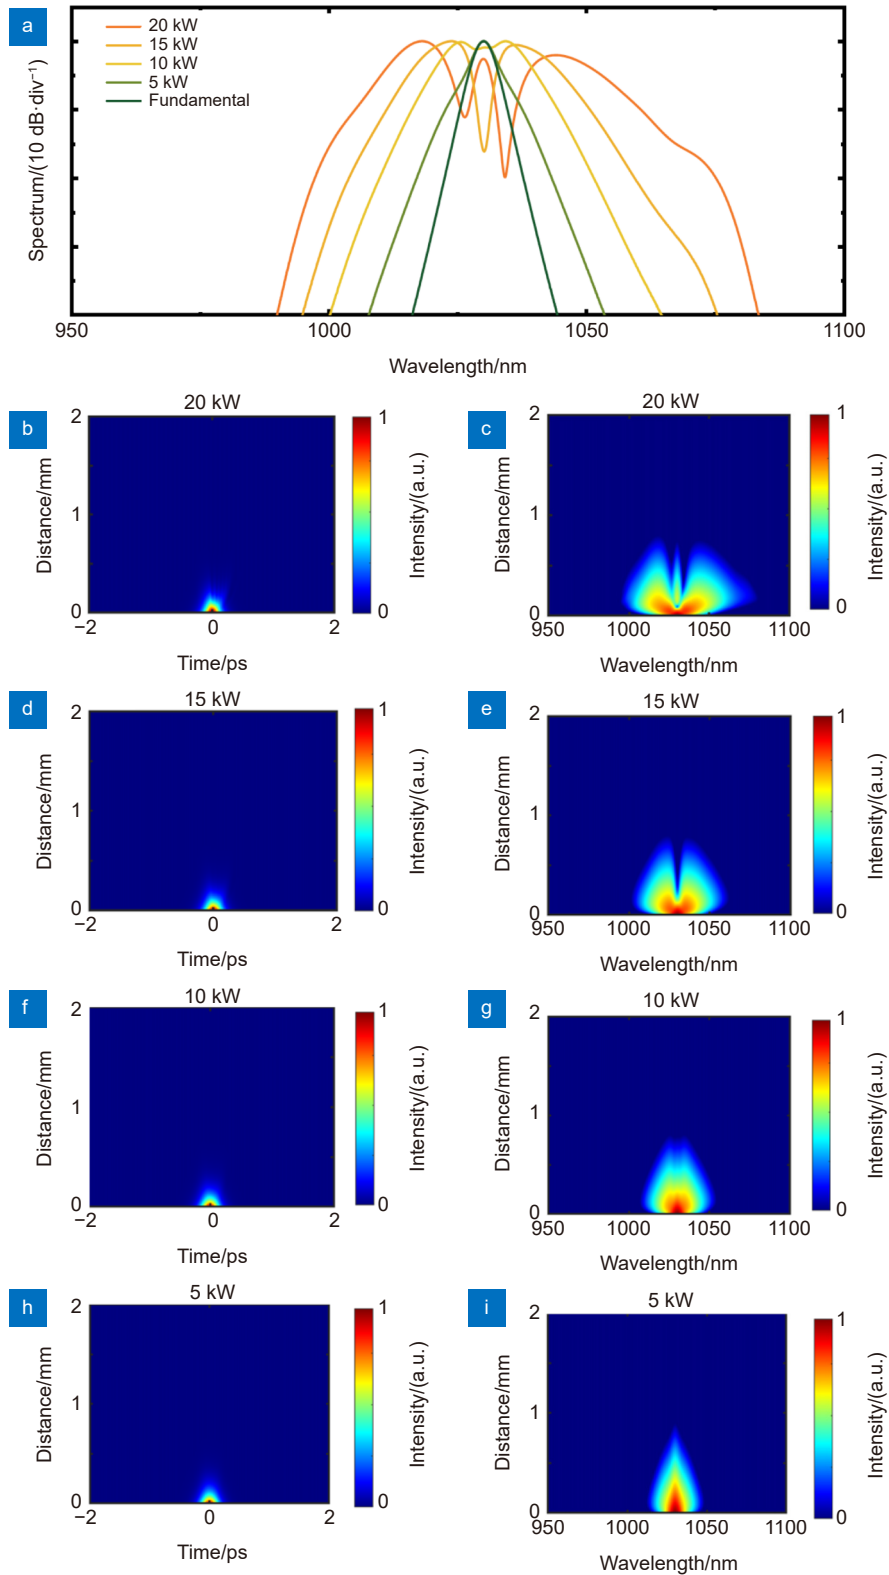 a
20 kW
15 kW
10 kW
5 kW
Fundamental
Spectrum/(10 dB·div⁻¹)
950
1000
1050
1100
Wavelength/nm
b
20 kW
2
1
0
Distance/mm
−2
0
2
Time/ps
1
0
Intensity/(a.u.)
c
20 kW
2
1
0
Distance/mm
950
1000
1050
1100
Wavelength/nm
1
0
Intensity/(a.u.)
d
15 kW
2
1
0
Distance/mm
−2
0
2
Time/ps
1
0
Intensity/(a.u.)
e
15 kW
2
1
0
Distance/mm
950
1000
1050
1100
Wavelength/nm
1
0
Intensity/(a.u.)
f
10 kW
2
1
0
Distance/mm
−2
0
2
Time/ps
1
0
Intensity/(a.u.)
g
10 kW
2
1
0
Distance/mm
950
1000
1050
1100
Wavelength/nm
1
0
Intensity/(a.u.)
h
5 kW
2
1
0
Distance/mm
−2
0
2
Time/ps
1
0
Intensity/(a.u.)
i
5 kW
2
1
0
Distance/mm
950
1000
1050
1100
Wavelength/nm
1
0
Intensity/(a.u.)